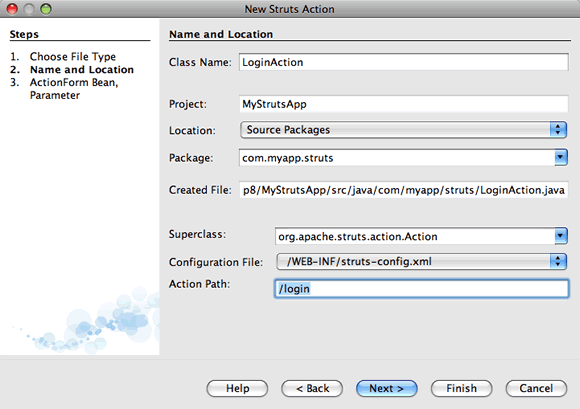 New Struts Action
Steps
1. Choose File Type
2. Name and Location
3. ActionForm Bean,
Parameter
Name and Location
Class Name: LoginAction
Project: MyStrutsApp
Location: Source Packages
Package: com.myapp.struts
Created File: p8/MyStrutsApp/src/java/com/myapp/struts/LoginAction.java
Superclass: org.apache.struts.action.Action
Configuration File: /WEB-INF/struts-config.xml
Action Path: /login
Help < Back Next > Finish Cancel